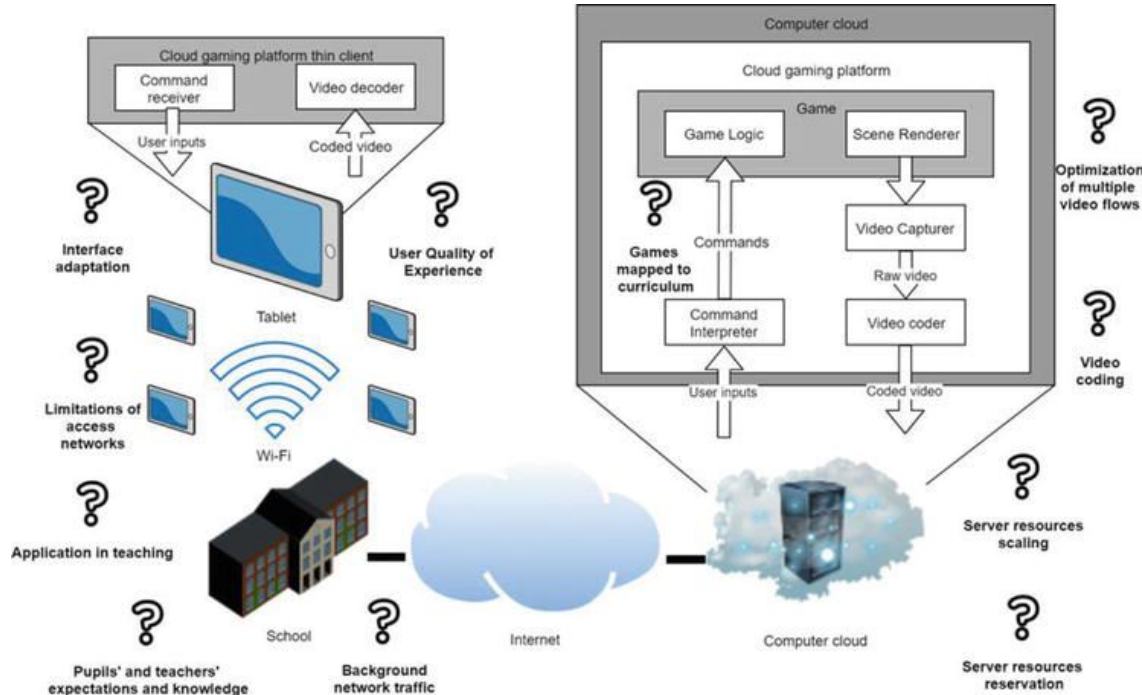 Computer cloud
Cloud gaming platform thin client
Command
receiver
Video decoder
User inputs
Coded video
Cloud gaming platform
Game
Game Logic
Scene Renderer
?
Optimization
of multiple
video flows
?
Interface
adaptation
?
User Quality of
Experience
Tablet
?
Games
mapped to
curriculum
Commands
Video Capturer
Raw video
Command
Interpreter
Video coder
?
Video
coding
User inputs
Coded video
?
Limitations of
access
networks
Wi-Fi
?
Application in teaching
?
Server resources
scaling
School
Internet
Computer cloud
?
Pupils' and teachers'
expectations and knowledge
?
Background
network traffic
?
Server resources
reservation